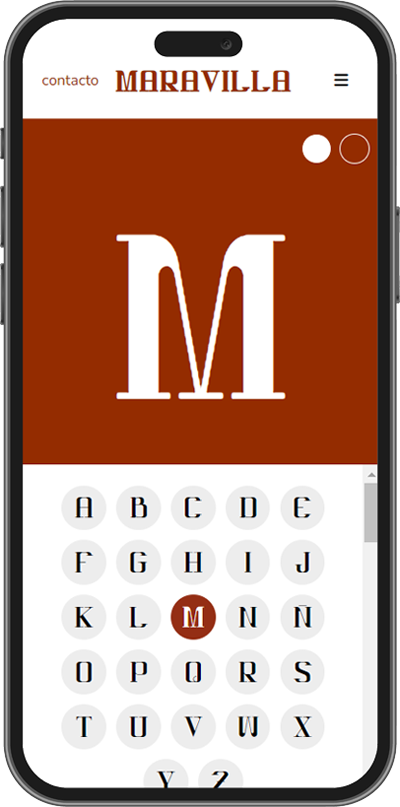 contacto MARAVILLA
M
A B C D E
F G H I J
K L M N Ñ
O P Q R S
T U V W X
Y Z